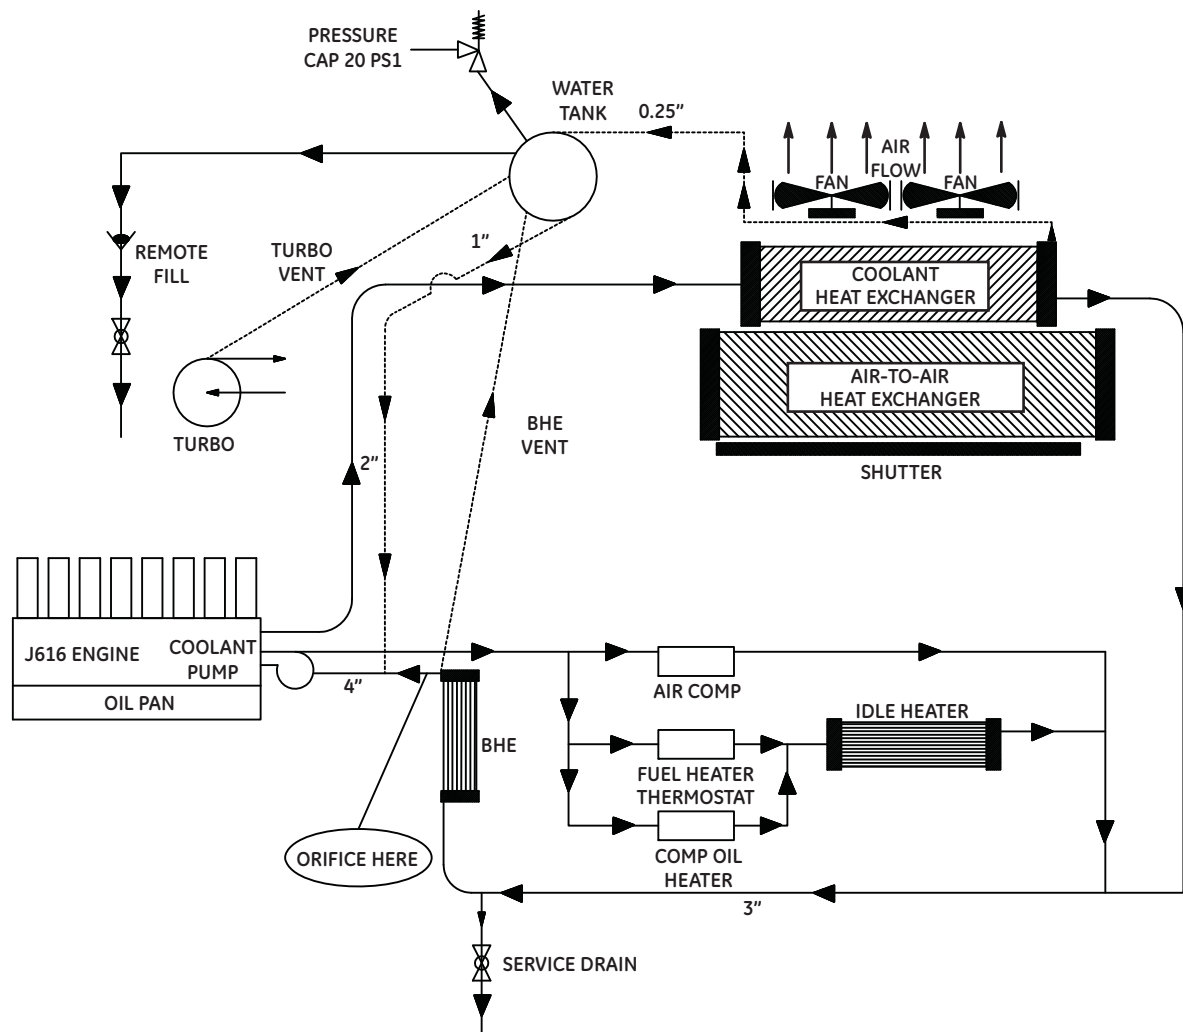 PRESSURE
CAP 20 PS1
WATER
TANK
0.25"
AIR
FLOW
FAN
FAN
REMOTE
FILL
TURBO
VENT
1"
COOLANT
HEAT EXCHANGER
AIR-TO-AIR
HEAT EXCHANGER
BHE
VENT
TURBO
2"
SHUTTER
J616 ENGINE
COOLANT
PUMP
OIL PAN
4"
AIR COMP
IDLE HEATER
BHE
FUEL HEATER
THERMOSTAT
ORIFICE HERE
COMP OIL
HEATER
3"
SERVICE DRAIN